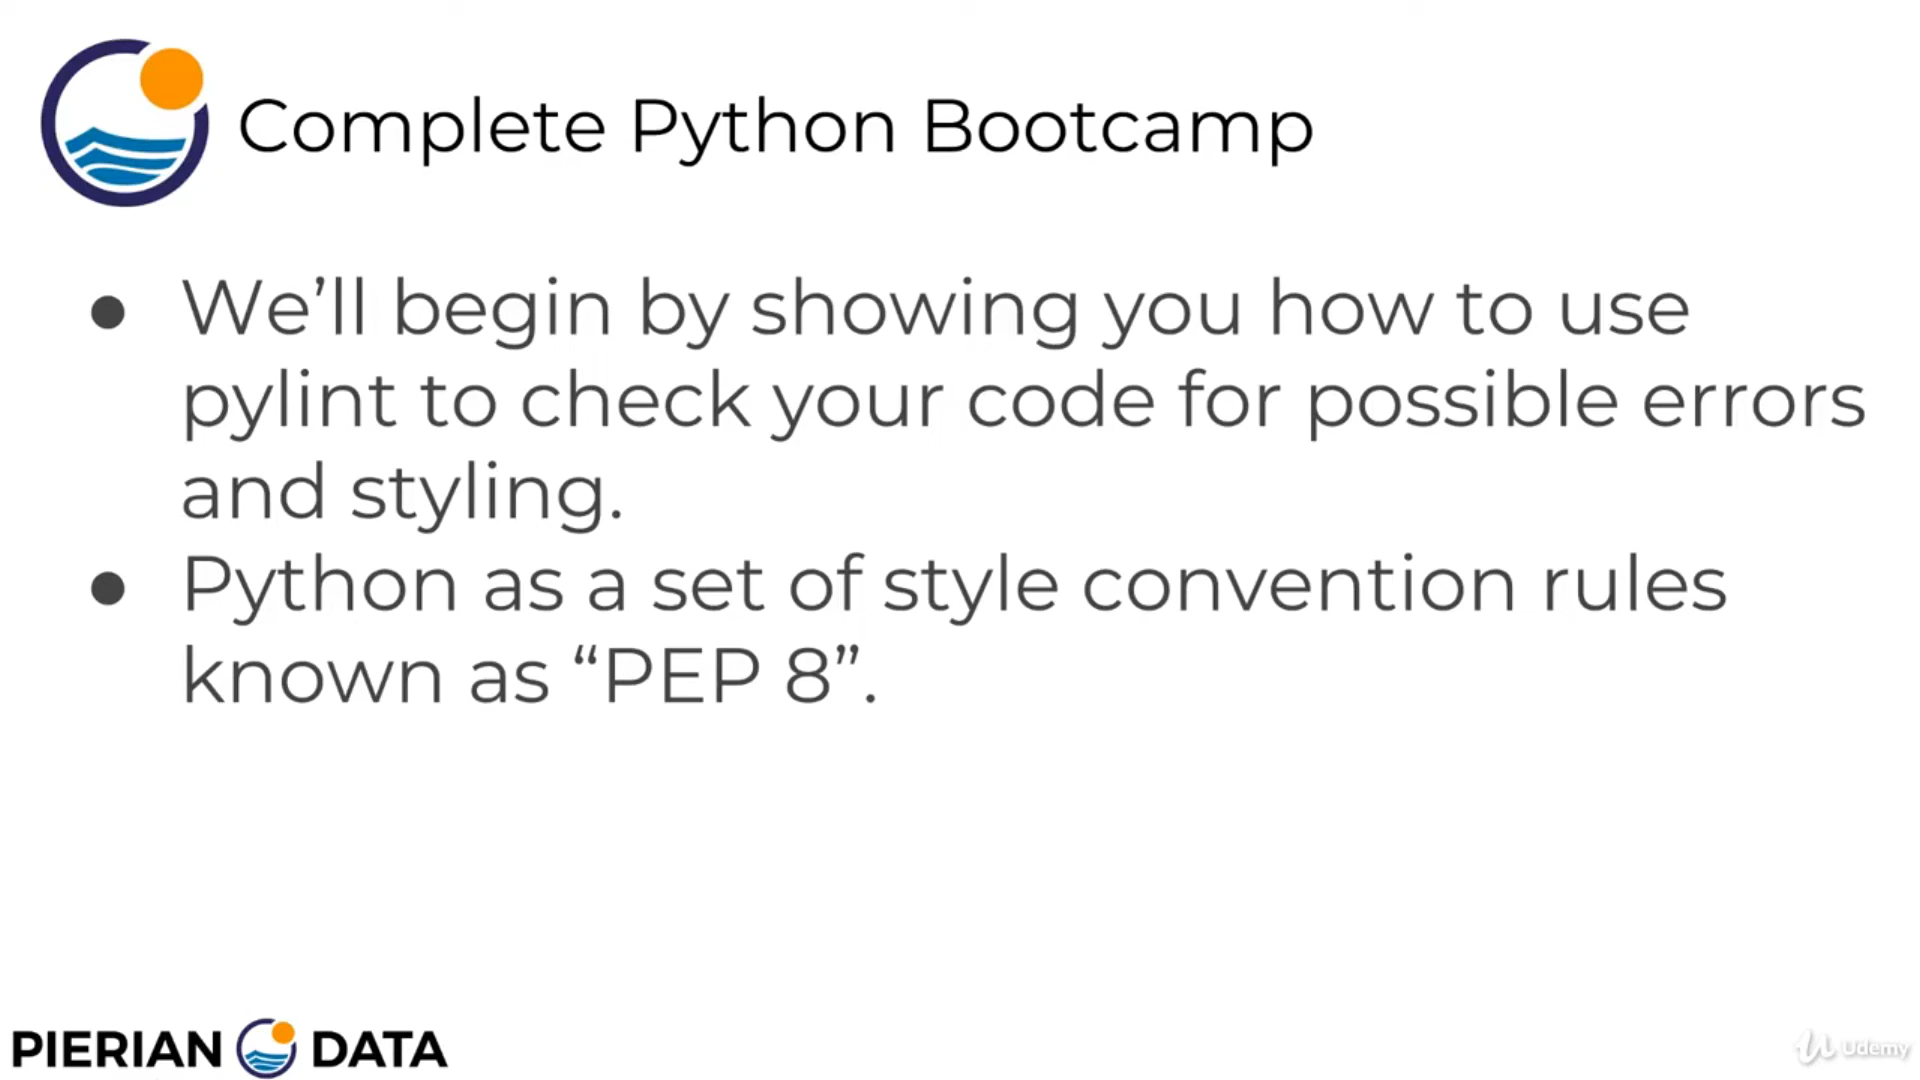 Complete Python Bootcamp
● We’ll begin by showing you how to use
pylint to check your code for possible errors
and styling.
● Python as a set of style convention rules
known as “PEP 8”.
PIERIAN DATA
Udemy